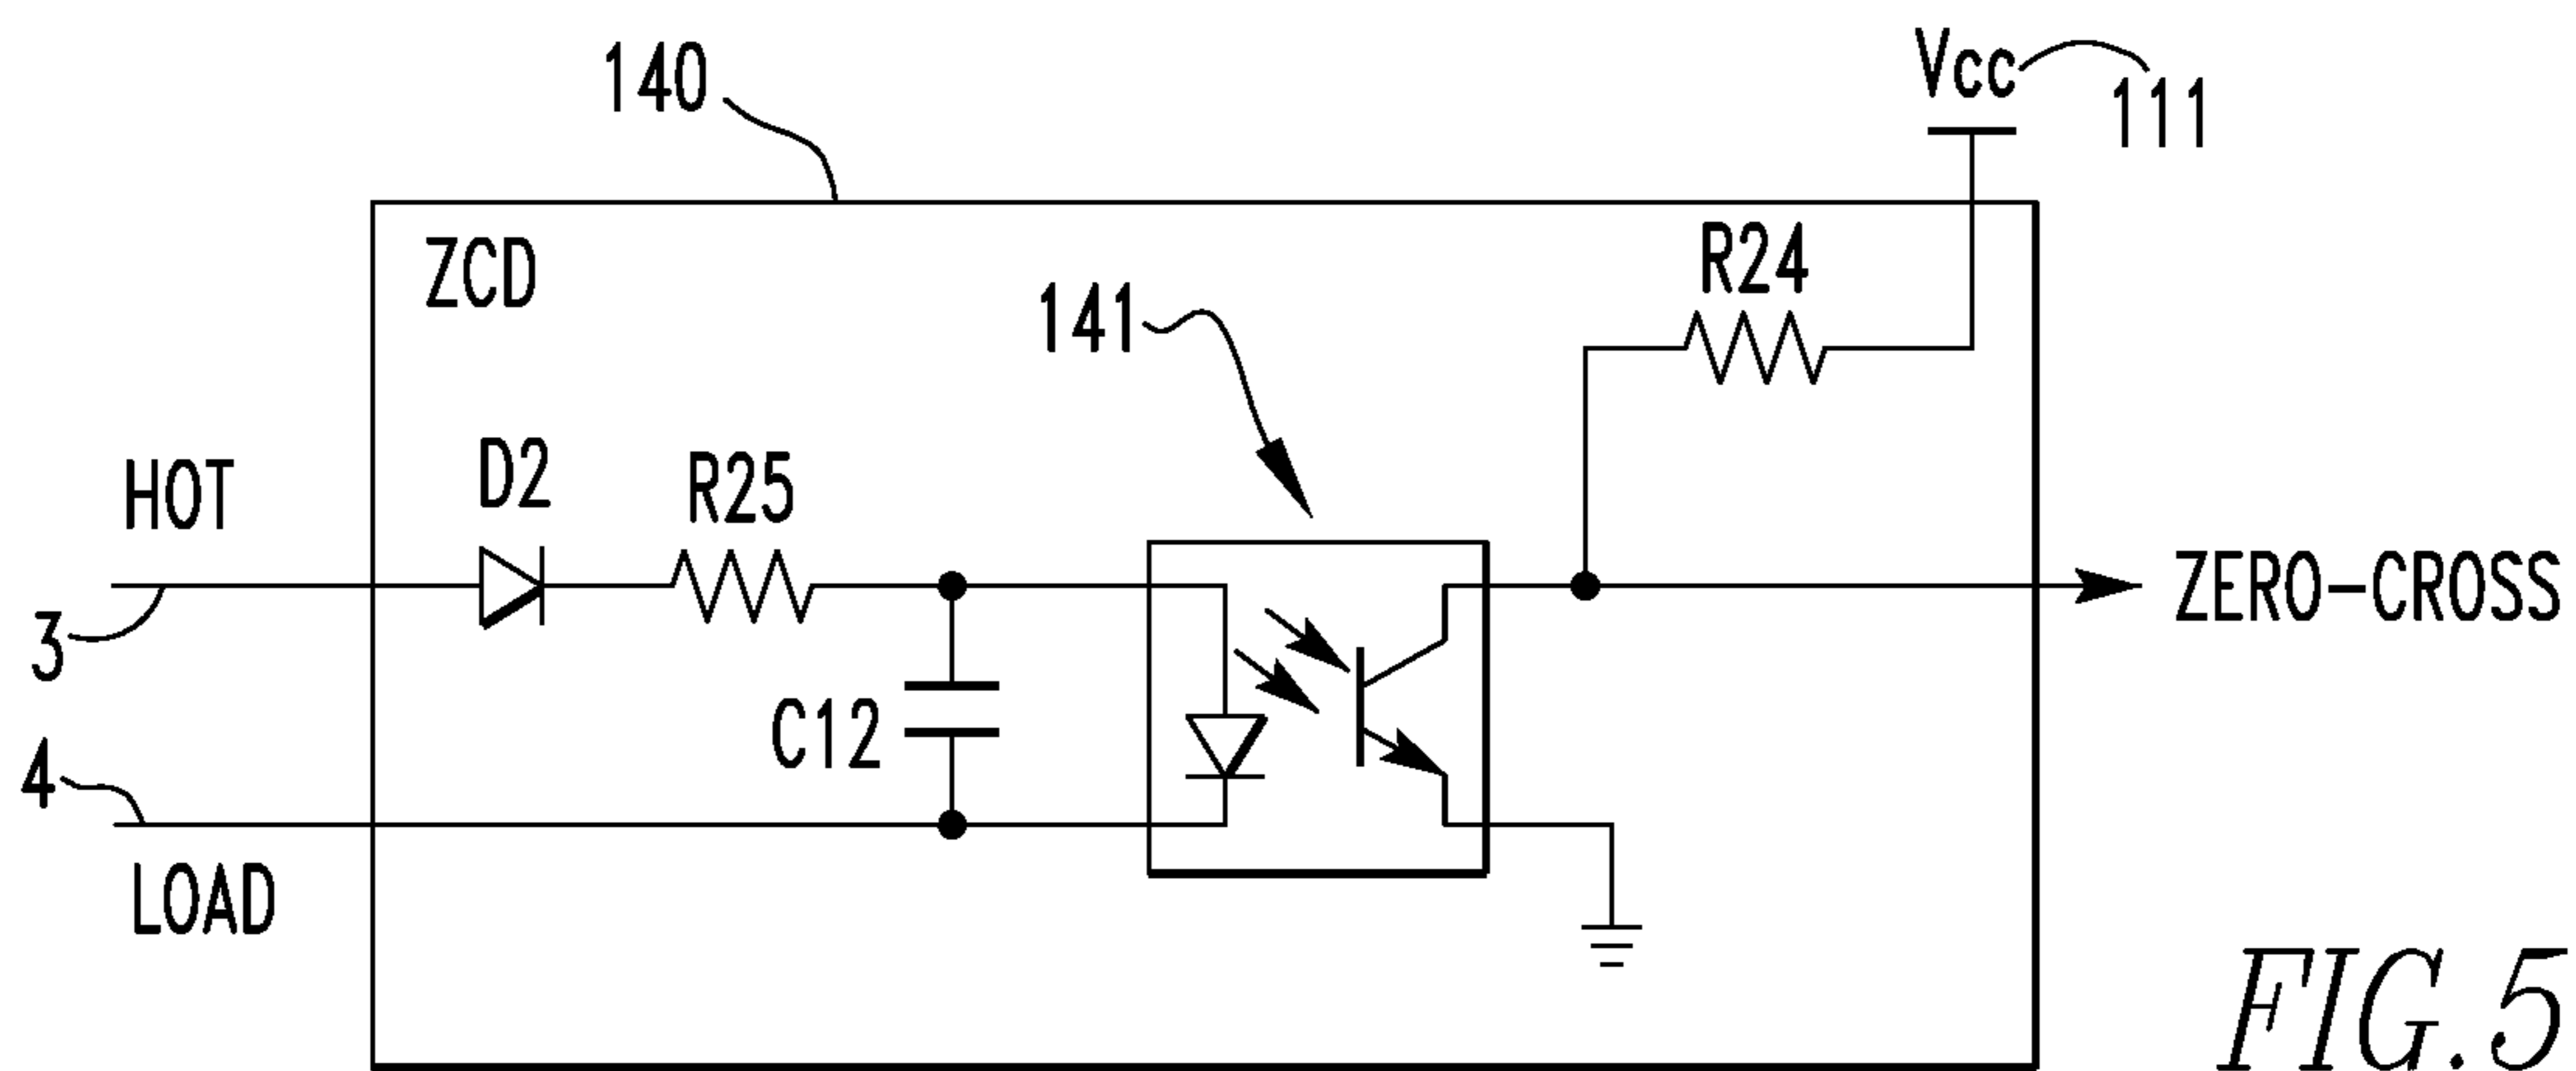 140
Vcc
111
ZCD
R24
141
HOT
D2
R25
3
ZERO-CROSS
C12
4
LOAD
FIG.5